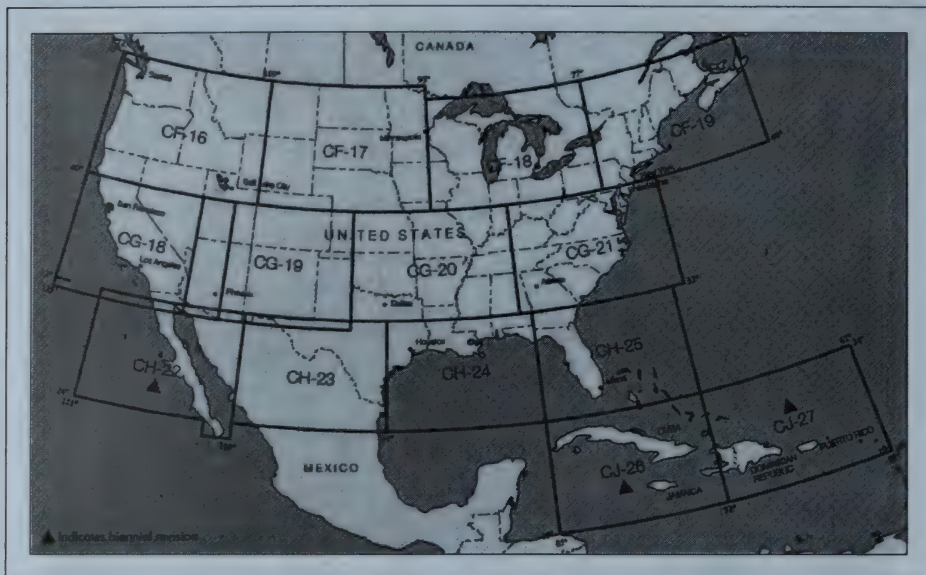 CANADA
Seattle
CF-16
CF-17
CF-19
Salt Lake City
San Francisco
UNITED STATES
CG-18
CG-19
CG-20
CG-21
Los Angeles
Phoenix
Dallas
Houston
CH-22
CH-23
CH-24
CH-25
MEXICO
CUBA
CJ-27
CJ-26
PUERTO RICO
DOMINICAN
REPUBLIC
JAMAICA
Indicates biennial revision